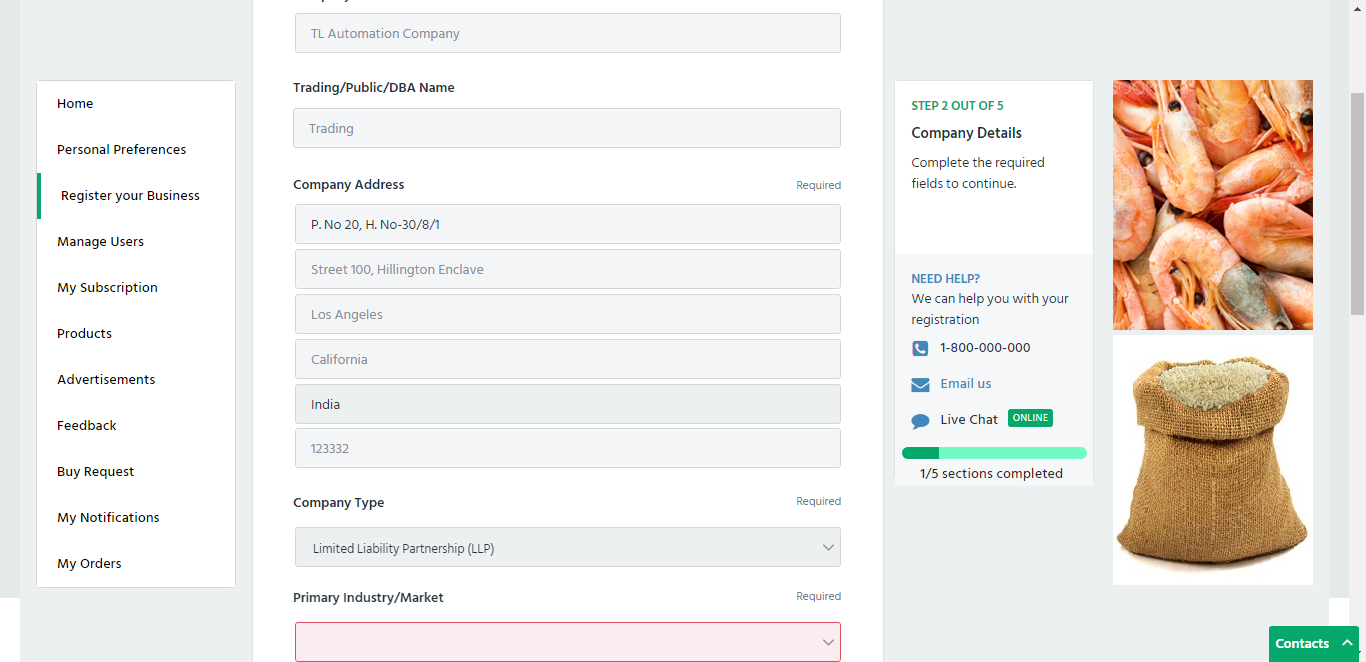 TL Automation Company
Trading/Public/DBA Name
Trading
Company Address
Required
P. No 20, H. No-30/8/1
Street 100, Hillington Enclave
Los Angeles
California
India
123332
Company Type
Required
Limited Liability Partnership (LLP)
Primary Industry/Market
Required
Home
Personal Preferences
Register your Business
Manage Users
My Subscription
Products
Advertisements
Feedback
Buy Request
My Notifications
My Orders
STEP 2 OUT OF 5
Company Details
Complete the required
fields to continue.
NEED HELP?
We can help you with your
registration
1-800-000-000
Email us
Live Chat
ONLINE
1/5 sections completed
Contacts